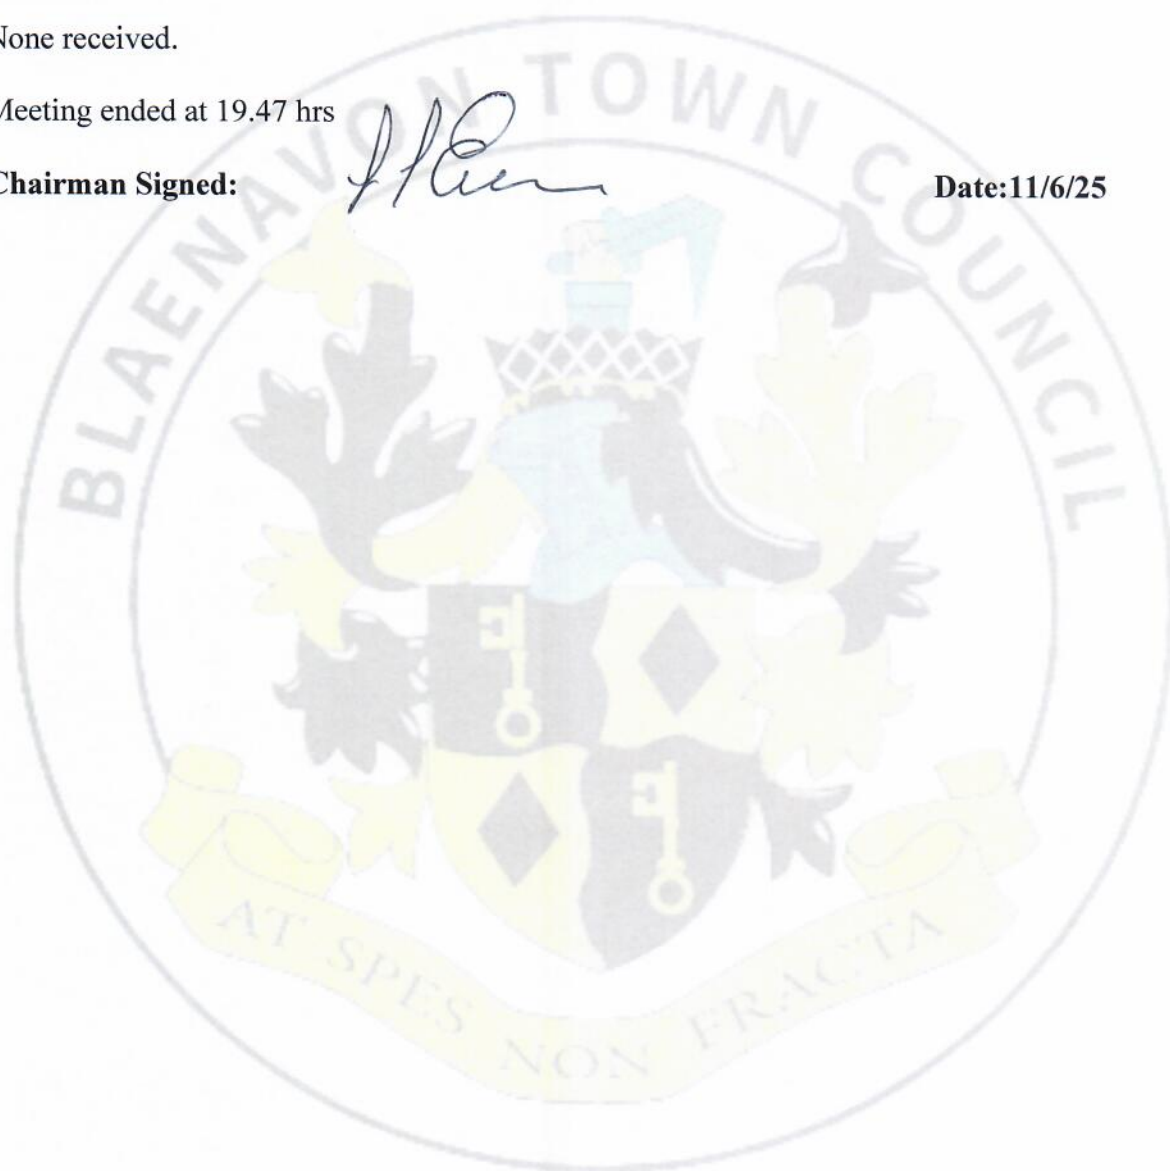 None received.
Meeting ended at 19.47 hrs
Chairman Signed:
Date:11/6/25
BLAENAVON TOWN COUNCIL
AT SPES NON FRACTA